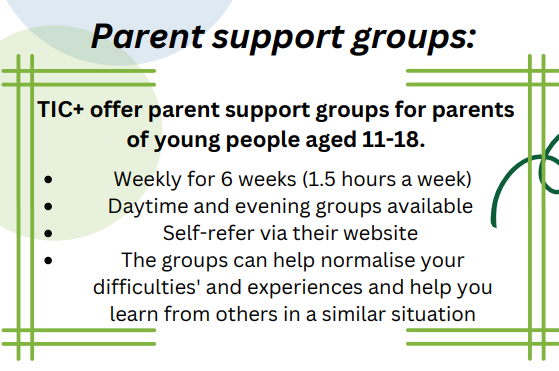 Parent support groups:
TIC+ offer parent support groups for parents
of young people aged 11-18.
• Weekly for 6 weeks (1.5 hours a week)
• Daytime and evening groups available
• Self-refer via their website
• The groups can help normalise your
difficulties' and experiences and help you
learn from others in a similar situation